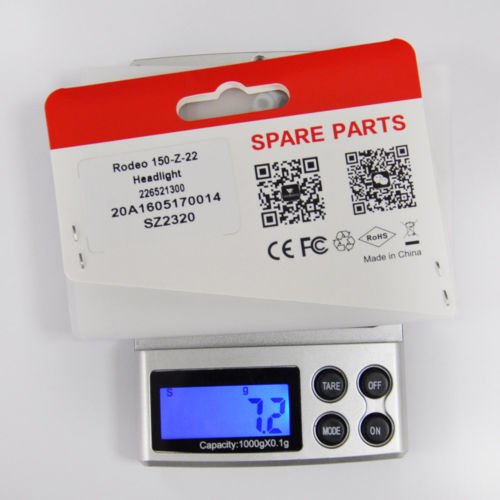 SPARE PARTS
Rodeo 150-Z-22
Headlight
226521300
20A1605170014
SZ2320
CE FC RoHS
Made in China
S g
7.2
TARE OFF
MODE ON
Capacity:1000gX0.1g